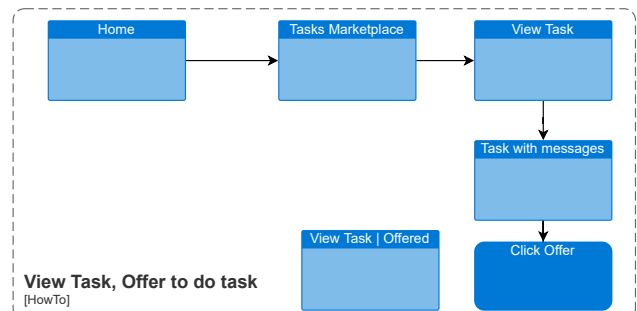 Home
Tasks Marketplace
View Task
Task with messages
View Task | Offered
Click Offer
View Task, Offer to do task
[HowTo]